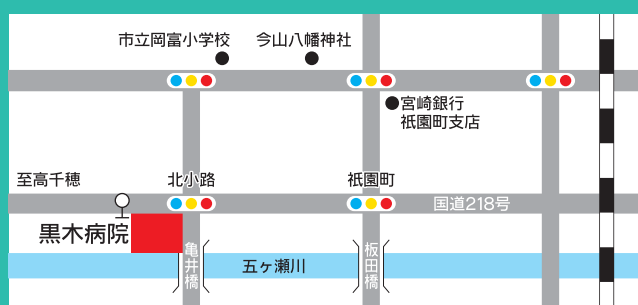 市立岡富小学校
今山八幡神社
宮崎銀行
祇園町支店
至高千穂
北小路
祇園町
国道218号
黒木病院
亀井橋
板田橋
五ヶ瀬川